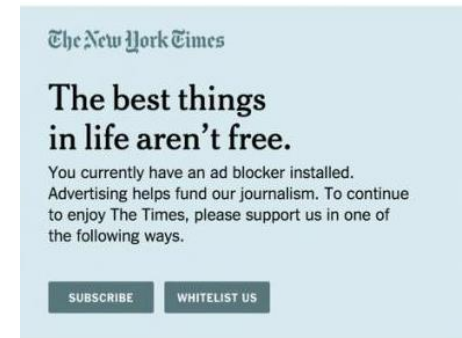 The New York Times
The best things
in life aren’t free.
You currently have an ad blocker installed.
Advertising helps fund our journalism. To continue
to enjoy The Times, please support us in one of
the following ways.
SUBSCRIBE WHITELIST US